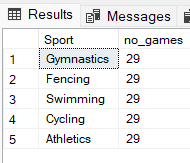 Results Messages
Sport no_games
1 Gymnastics 29
2 Fencing 29
3 Swimming 29
4 Cycling 29
5 Athletics 29